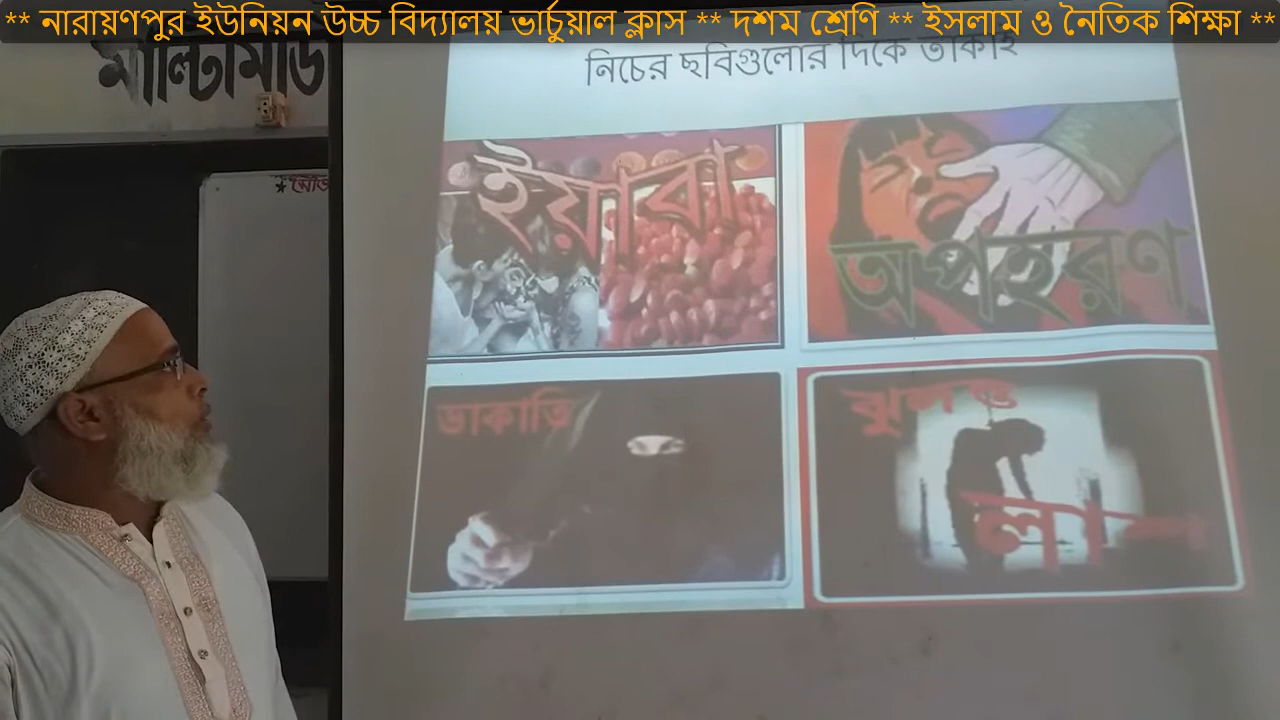 ** নারায়ণপুর ইউনিয়ন উচ্চ বিদ্যালয় ভার্চুয়াল ক্লাস ** দশম শ্রেণি ** ইসলাম ও নৈতিক শিক্ষা **
মাল্টিমিডি
নিচের ছবিগুলোর দিকে তাকাই
ইয়াবা
অপহরণ
ডাকাতি
ঝুলন্ত
লাশ